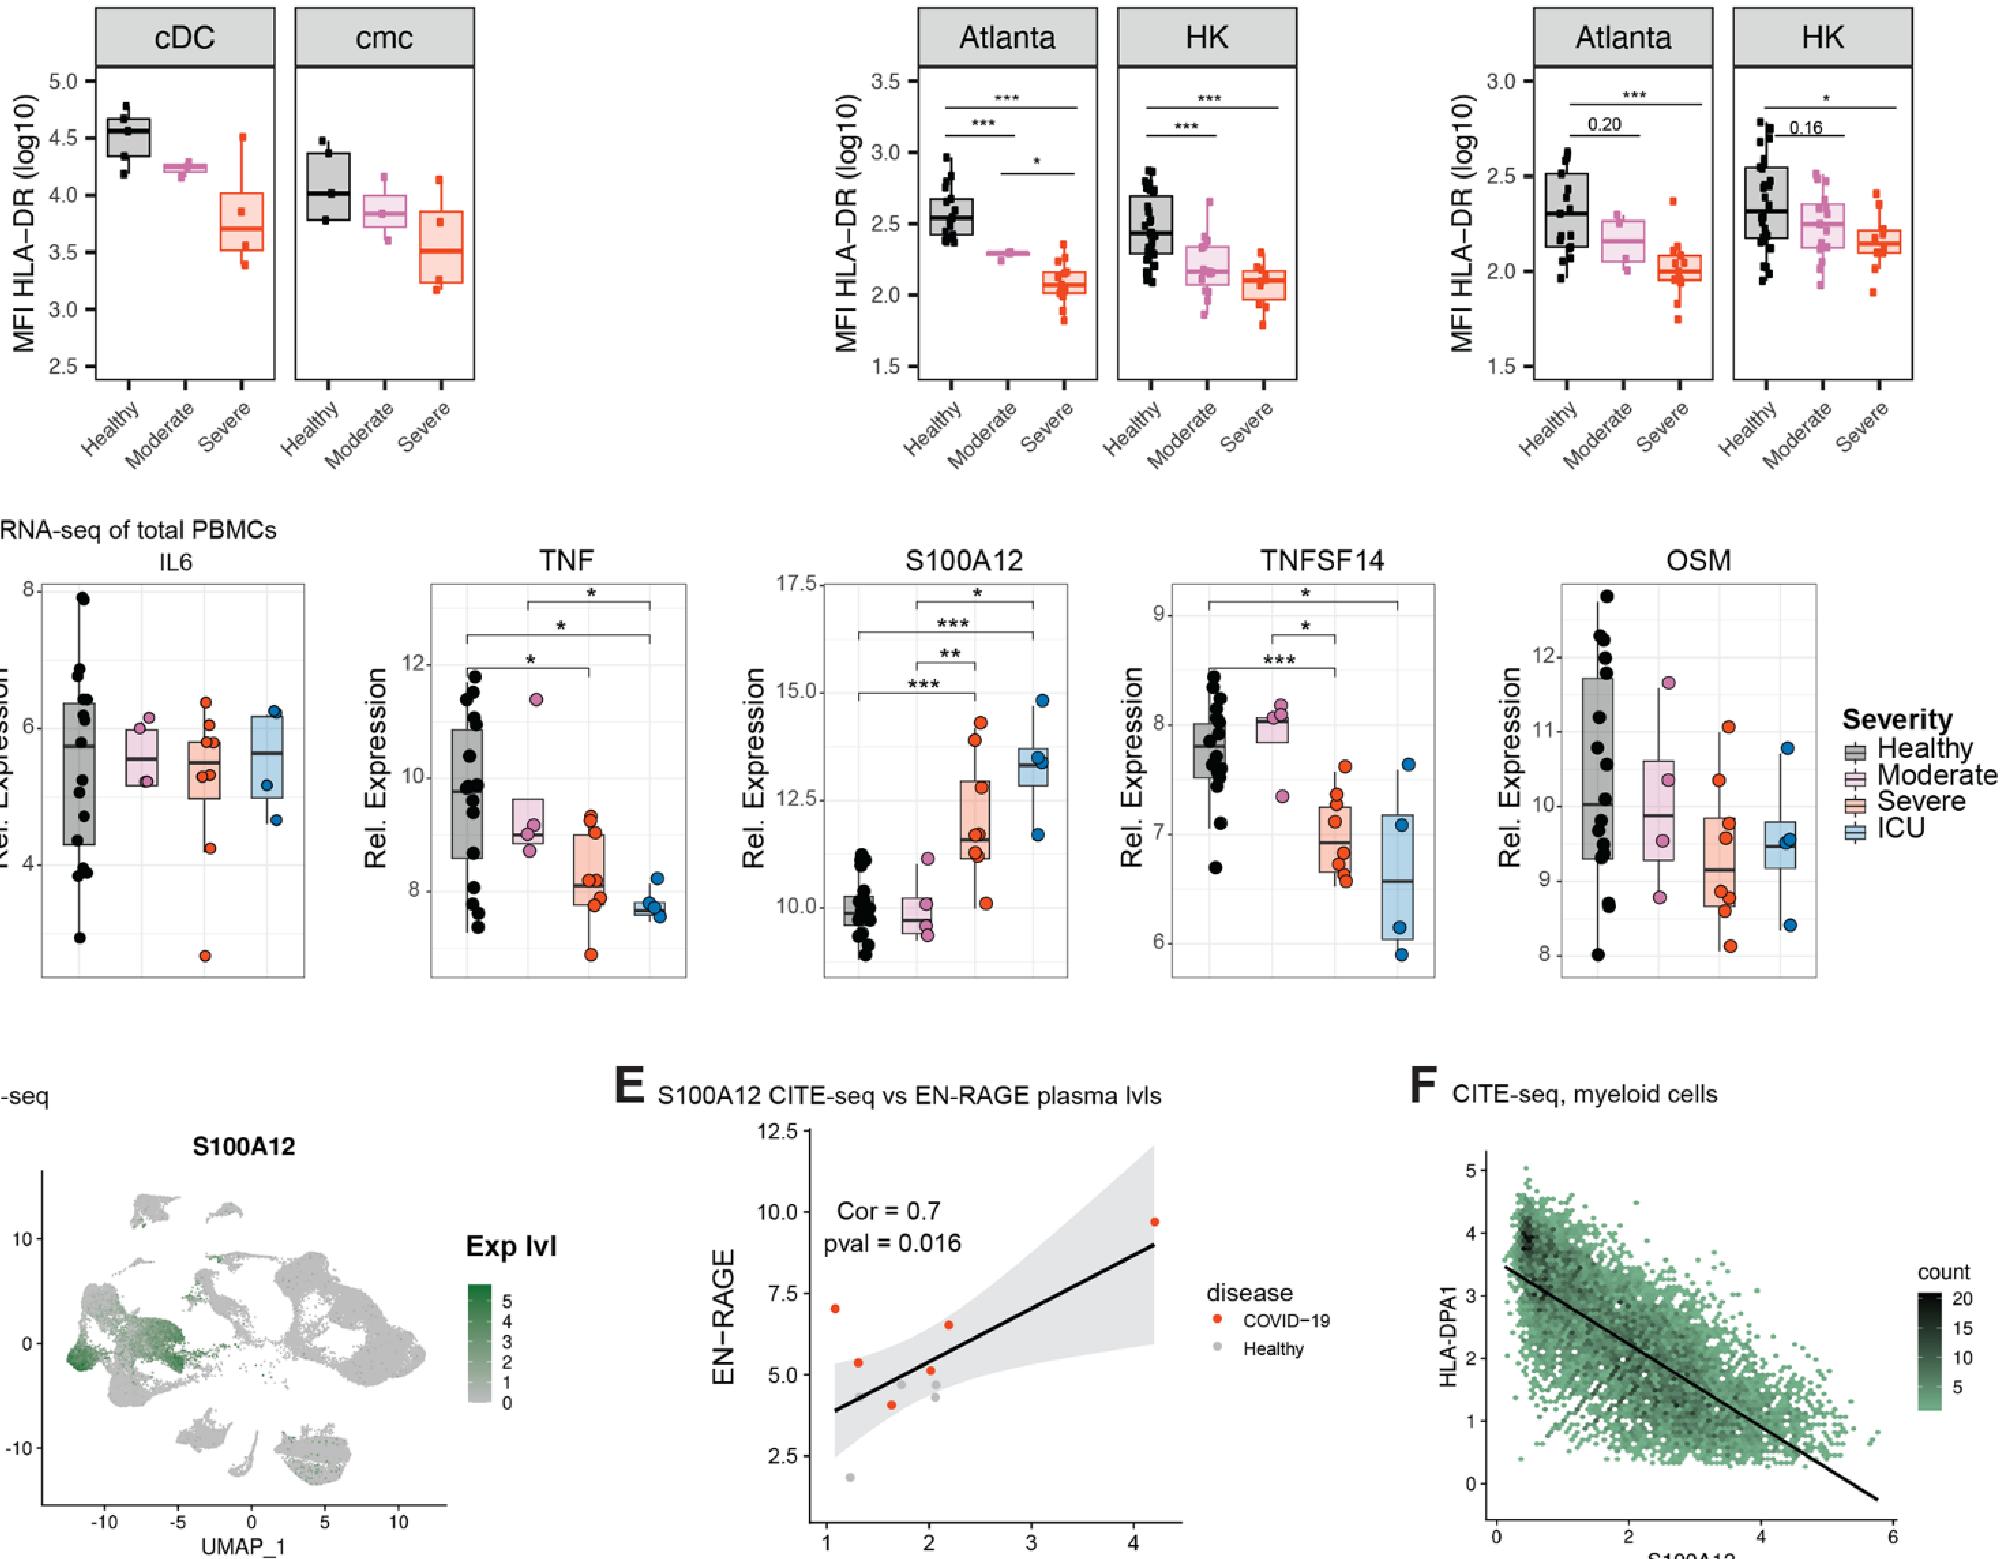 cDC cmc
Atlanta HK
Atlanta HK
MFI HLA−DR (log10)
5.0
4.5
4.0
3.5
3.0
2.5
Healthy Moderate Severe Healthy Moderate Severe
MFI HLA−DR (log10)
3.5
3.0
2.5
2.0
1.5
*** *** * *** ***
Healthy Moderate Severe Healthy Moderate Severe
MFI HLA−DR (log10)
3.0
2.5
2.0
1.5
*** 0.20 * 0.16
Healthy Moderate Severe Healthy Moderate Severe
RNA-seq of total PBMCs
IL6
8
6
4
TNF
Rel. Expression
12
10
8
* * *
S100A12
Rel. Expression
17.5
15.0
12.5
10.0
* *** ** ***
TNFSF14
Rel. Expression
9
8
7
6
* * ***
OSM
Rel. Expression
12
11
10
9
8
Severity
Healthy
Moderate
Severe
ICU
-seq
S100A12
10
0
-10
-10 -5 0 5 10
UMAP_1
Exp lvl
5
4
3
2
1
0
E S100A12 CITE-seq vs EN-RAGE plasma lvls
EN−RAGE
12.5
10.0
7.5
5.0
2.5
Cor = 0.7
pval = 0.016
1 2 3 4
disease
COVID−19
Healthy
F CITE-seq, myeloid cells
HLA-DPA1
5
4
3
2
1
0
0 2 4 6
S100A12
count
20
15
10
5